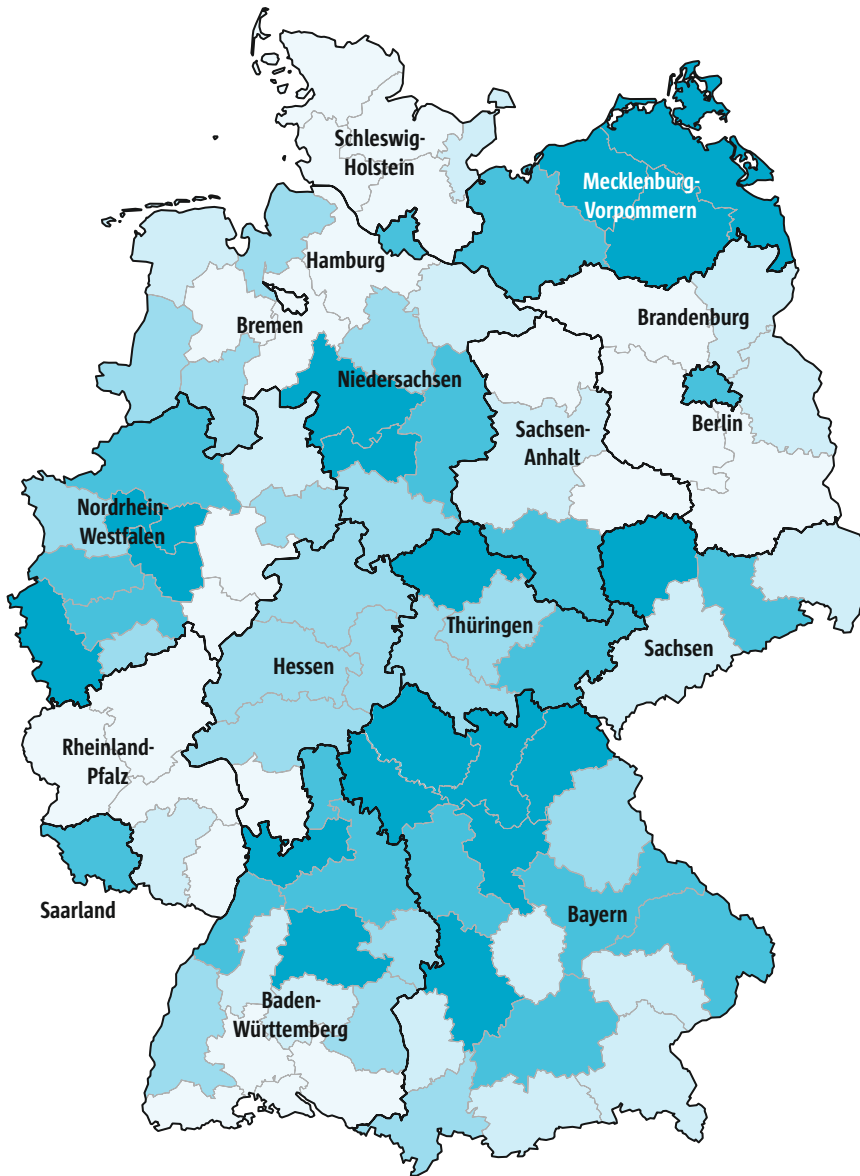 Schleswig-
Holstein
Mecklenburg-
Vorpommern
Hamburg
Bremen
Brandenburg
Niedersachsen
Berlin
Sachsen-
Anhalt
Nordrhein-
Westfalen
Thüringen
Sachsen
Hessen
Rheinland-
Pfalz
Saarland
Bayern
Baden-
Württemberg